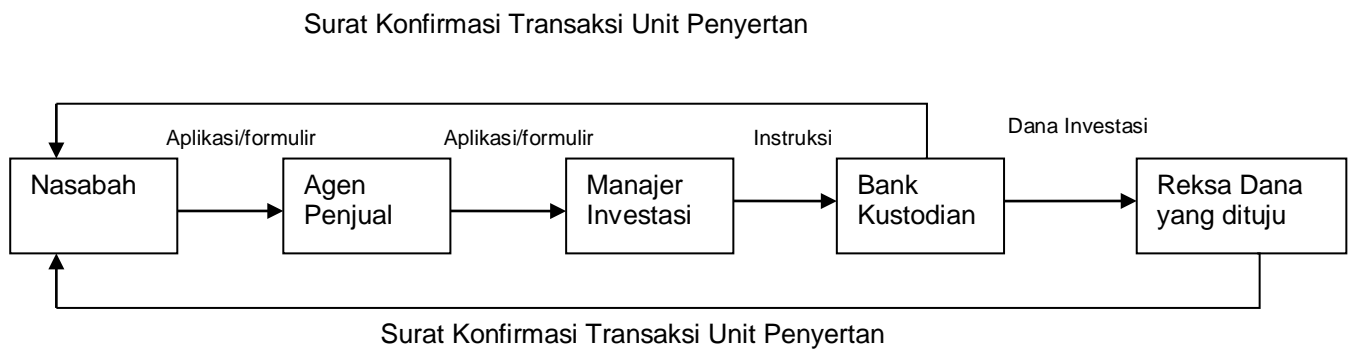 Surat Konfirmasi Transaksi Unit Penyertan
Aplikasi/formulir
Aplikasi/formulir
Instruksi
Dana Investasi
Nasabah
Agen
Penjual
Manajer
Investasi
Bank
Kustodian
Reksa Dana
yang dituju
Surat Konfirmasi Transaksi Unit Penyertan